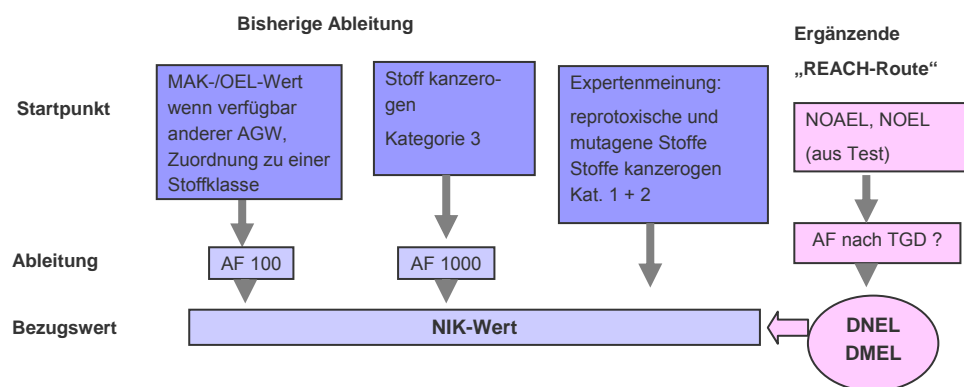 Bisherige Ableitung
Ergänzende
„REACH-Route“
Startpunkt
MAK-/OEL-Wert
wenn verfügbar
anderer AGW,
Zuordnung zu einer
Stoffklasse
Stoff kanzero-
gen
Kategorie 3
Expertenmeinung:
reprotoxische und
mutagene Stoffe
Stoffe kanzerogen
Kat. 1 + 2
NOAEL, NOEL
(aus Test)
Ableitung
AF 100
AF 1000
AF nach TGD ?
Bezugswert
NIK-Wert
DNEL
DMEL